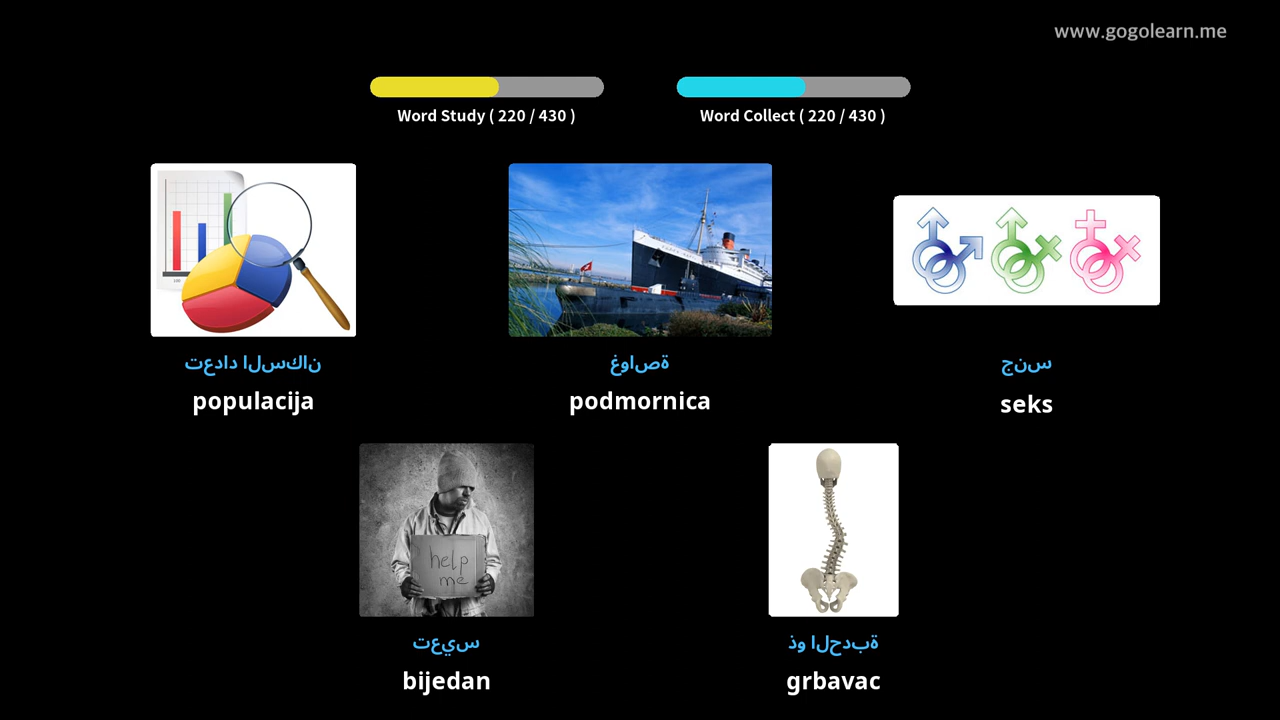 www.gogolearn.me
Word Study ( 220 / 430 )
Word Collect ( 220 / 430 )
تعداد السكان
populacija
غواصة
podmornica
جنس
seks
help
me
تعيس
bijedan
ذو الحدبة
grbavac